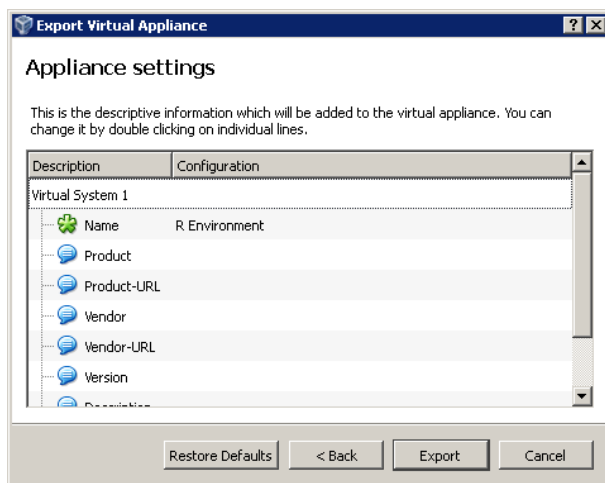 Export Virtual Appliance
Appliance settings
This is the descriptive information which will be added to the virtual appliance. You can
change it by double clicking on individual lines.
Description Configuration
Virtual System 1
Name R Environment
Product
Product-URL
Vendor
Vendor-URL
Version
Description
Restore Defaults < Back Export Cancel